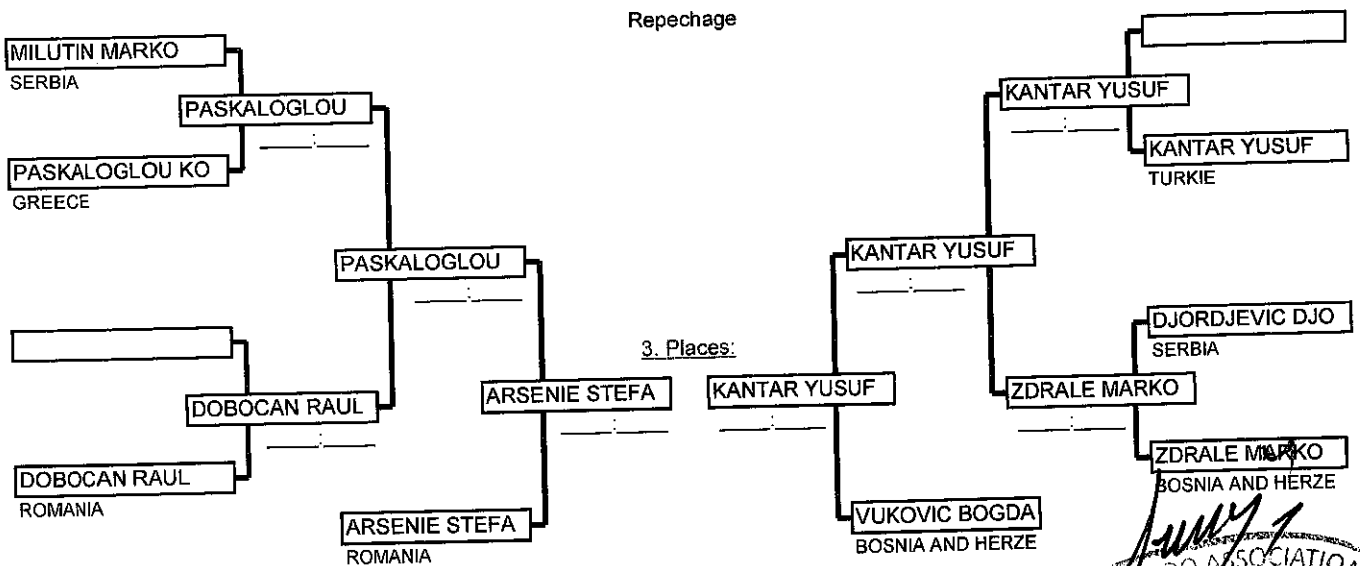 Repechage
MILUTIN MARKO
SERBIA
PASKALOGLOU
PASKALOGLOU KO
GREECE
PASKALOGLOU
DOBOCAN RAUL
DOBOCAN RAUL
ROMANIA
ARSENIE STEFA
ARSENIE STEFA
ROMANIA
3. Places:
KANTAR YUSUF
KANTAR YUSUF
TURKIE
KANTAR YUSUF
KANTAR YUSUF
DJORDJEVIC DJO
SERBIA
ZDRALE MARKO
ZDRALE MARKO
BOSNIA AND HERZE
VUKOVIC BOGDA
BOSNIA AND HERZE
ASSOCIATION